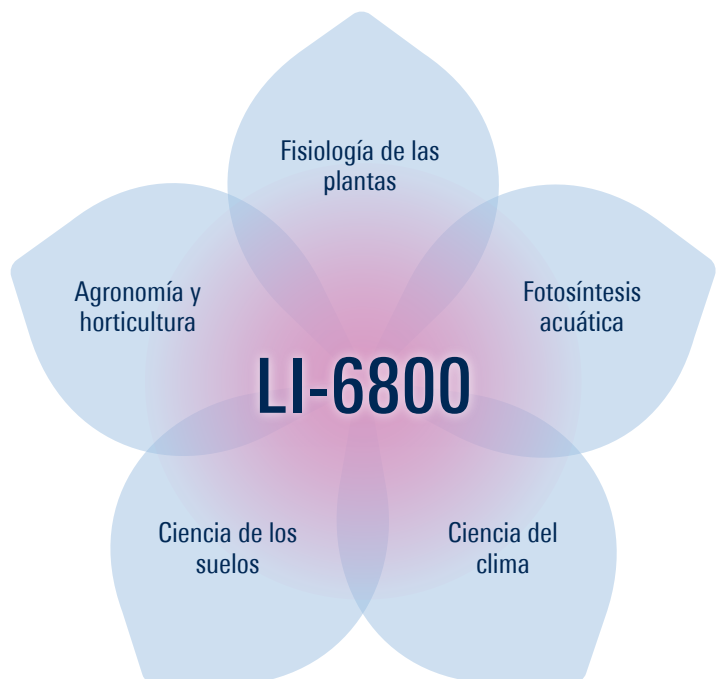 Fisiología de las
plantas
Agronomía y
horticultura
Fotosíntesis
acuática
LI-6800
Ciencia de los
suelos
Ciencia del
clima